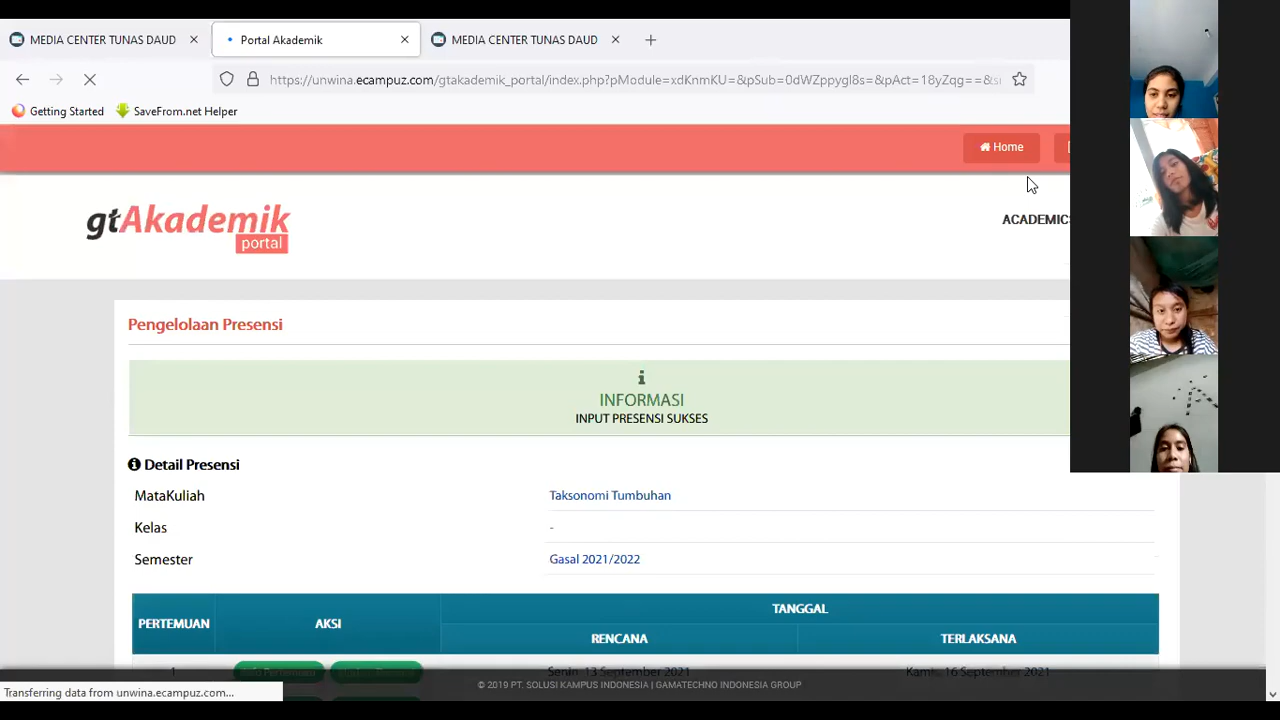 MEDIA CENTER TUNAS DAUD
Portal Akademik
MEDIA CENTER TUNAS DAUD
https://unwina.ecampuz.com/gtakademik_portal/index.php?pModule=xdKnmKU=&pSub=0dWZppygl8s=&pAct=18yZqg==&
Getting Started
SaveFrom.net Helper
Home
gtAkademik
portal
ACADEMIC
Pengelolaan Presensi
INFORMASI
INPUT PRESENSI SUKSES
Detail Presensi
MataKuliah
Taksonomi Tumbuhan
Kelas
-
Semester
Gasal 2021/2022
PERTEMUAN
AKSI
TANGGAL
RENCANA
TERLAKSANA
1
Senin, 13 September 2021
Kamis, 16 September 2021
© 2019 PT. SOLUSI KAMPUS INDONESIA | GAMATECHNO INDONESIA GROUP
Transferring data from unwina.ecampuz.com...